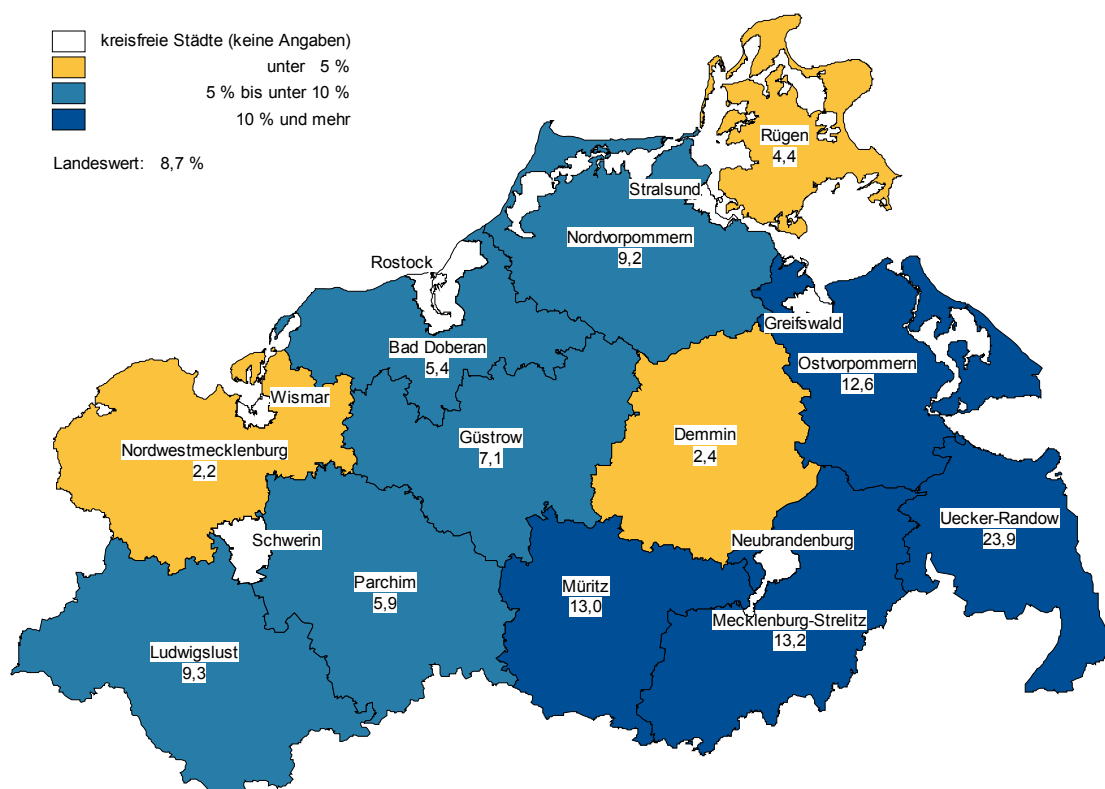 kreisfreie Städte (keine Angaben)
unter 5 %
5 % bis unter 10 %
10 % und mehr
Landeswert: 8,7 %
Rügen
4,4
Stralsund
Nordvorpommern
9,2
Rostock
Greifswald
Bad Doberan
5,4
Ostvorpommern
12,6
Wismar
Güstrow
7,1
Demmin
2,4
Nordwestmecklenburg
2,2
Uecker-Randow
23,9
Schwerin
Neubrandenburg
Parchim
5,9
Müritz
13,0
Mecklenburg-Strelitz
13,2
Ludwigslust
9,3